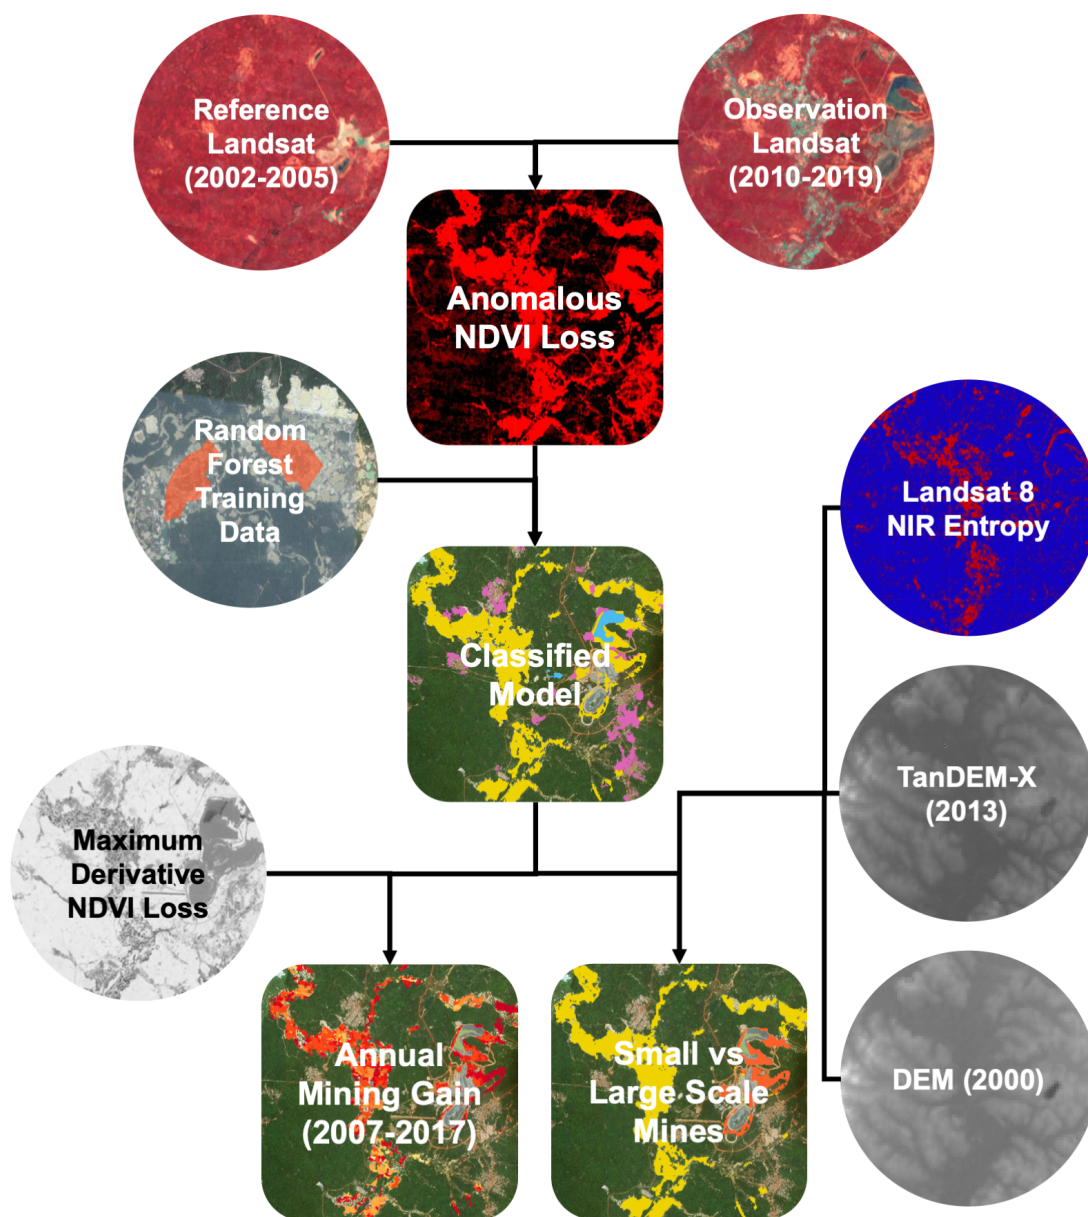 Reference
Landsat
(2002-2005)
Observation
Landsat
(2010-2019)
Anomalous
NDVI Loss
Random
Forest
Training
Data
Landsat 8
NIR Entropy
Classified
Model
TanDEM-X
(2013)
Maximum
Derivative
NDVI Loss
Annual
Mining Gain
(2007-2017)
Small vs
Large Scale
Mines
DEM (2000)